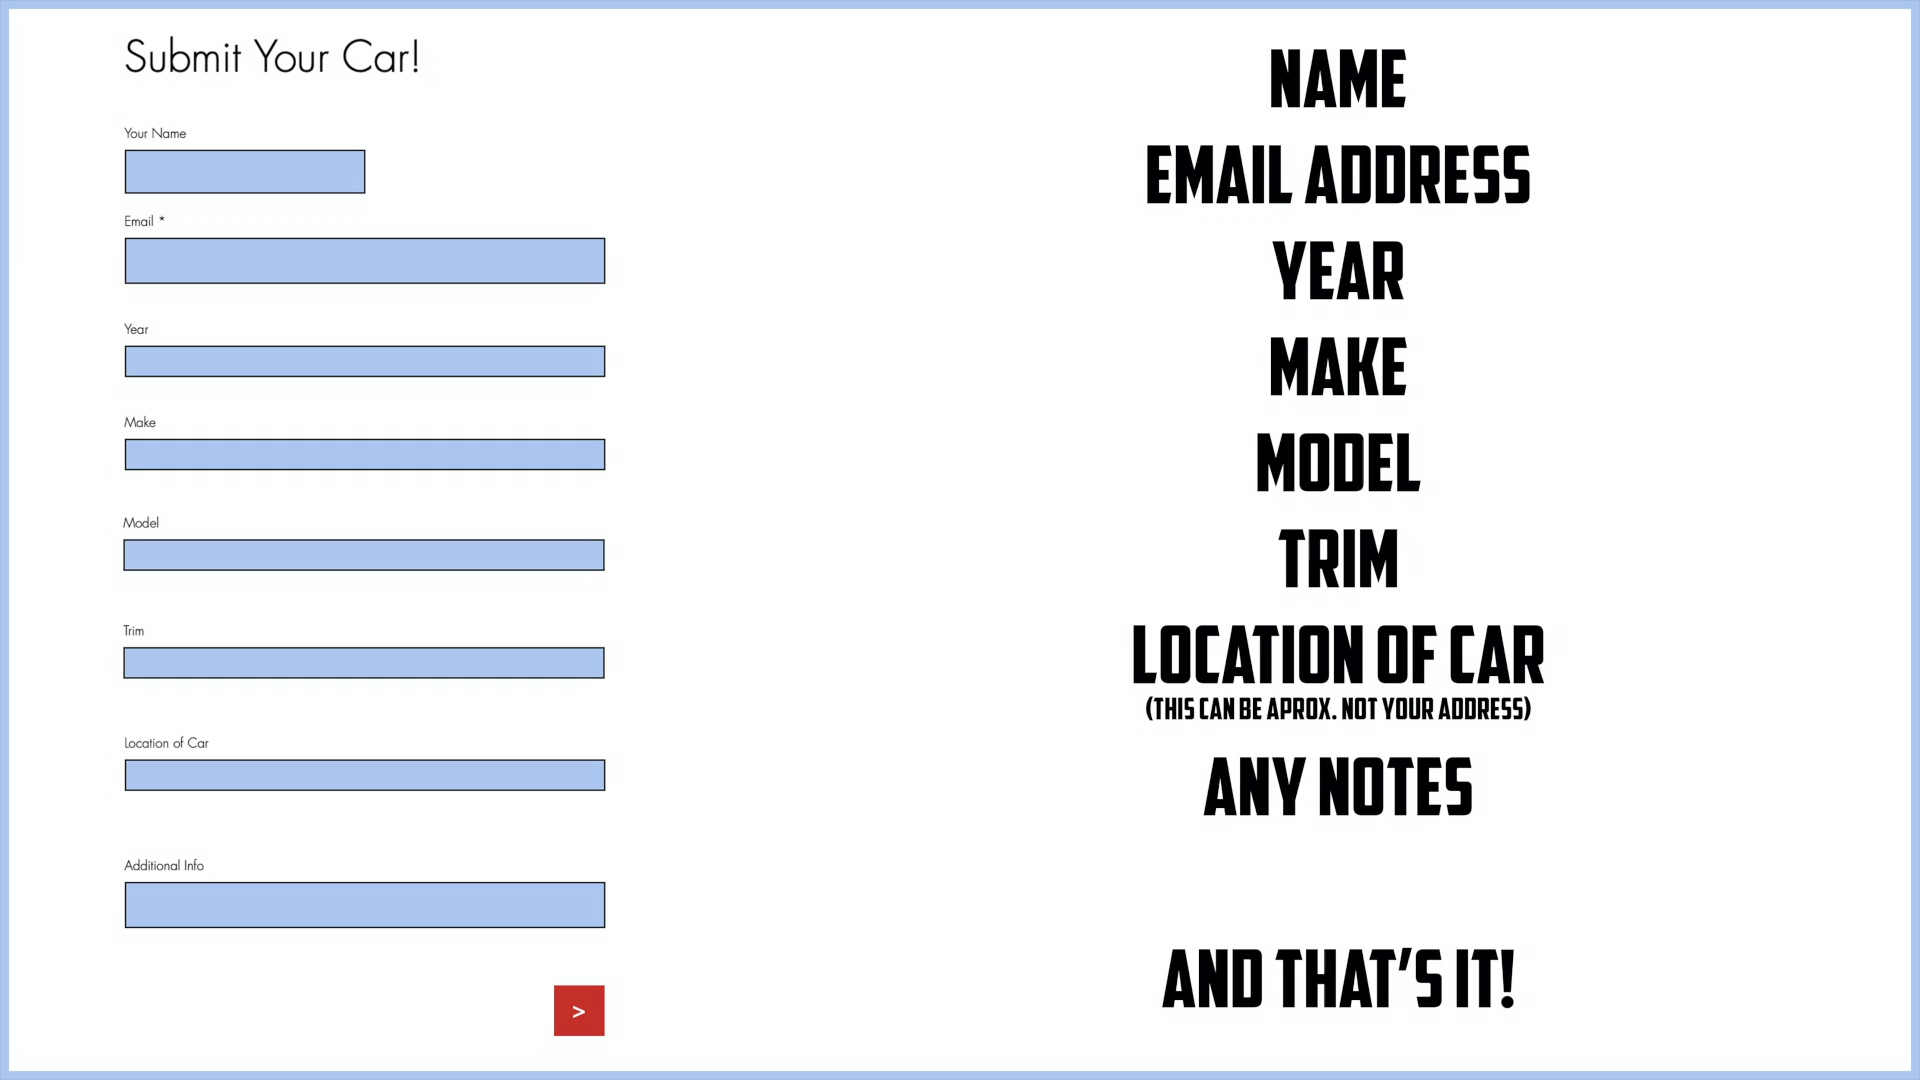 Submit Your Car!
Your Name
Email *
Year
Make
Model
Trim
Location of Car
Additional Info
>
NAME
EMAIL ADDRESS
YEAR
MAKE
MODEL
TRIM
LOCATION OF CAR
(THIS CAN BE APROX. NOT YOUR ADDRESS)
ANY NOTES
AND THAT'S IT!